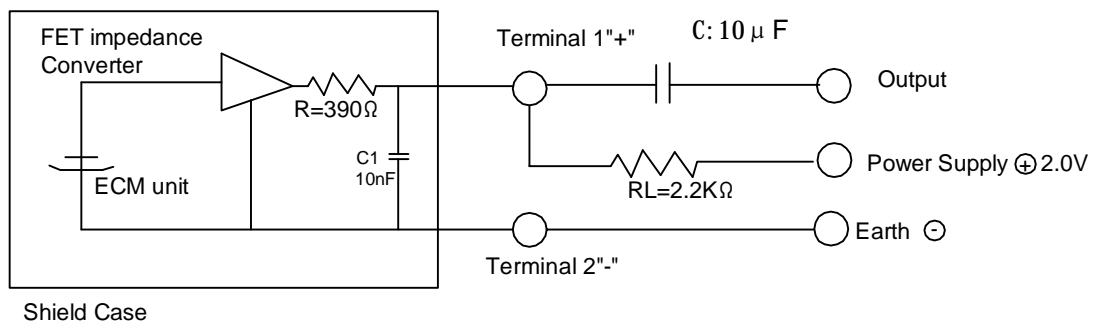 FET impedance
Converter
Terminal 1"+"
C: 10 μ F
Output
R=390Ω
C1
10nF
Power Supply ⊕ 2.0V
ECM unit
RL=2.2KΩ
Earth ⊖
Terminal 2"-"
Shield Case